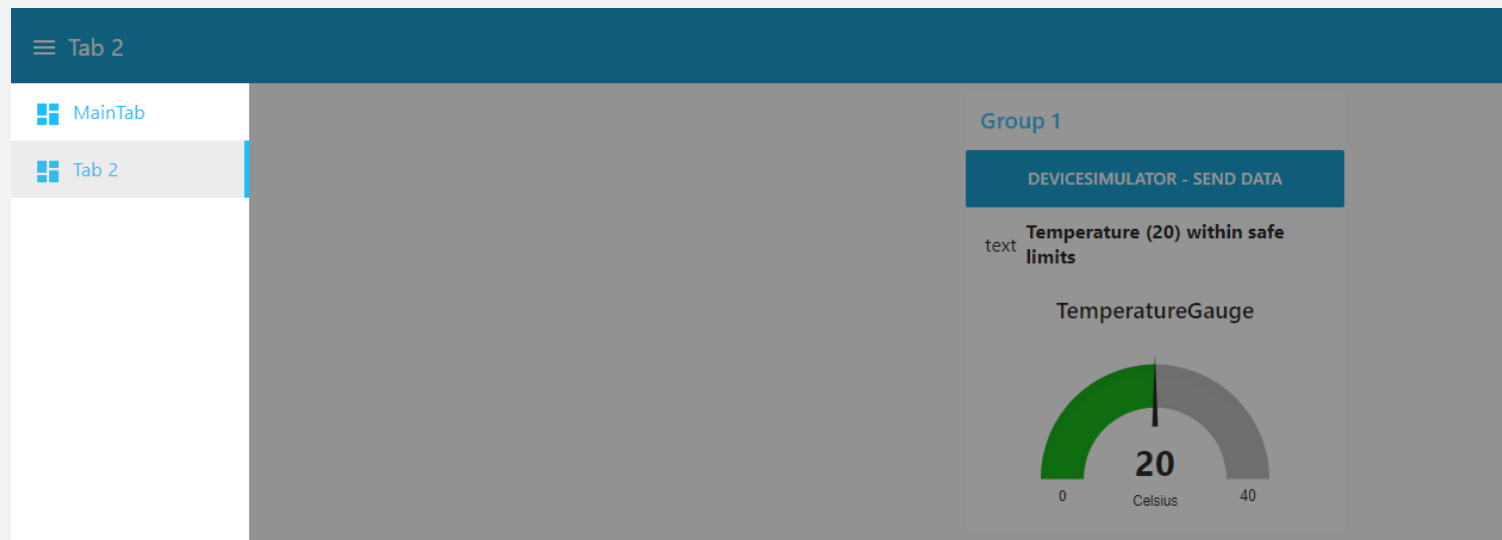 Tab 2
MainTab
Tab 2
Group 1
DEVICESIMULATOR - SEND DATA
text Temperature (20) within safe
limits
TemperatureGauge
20
0 Celsius 40